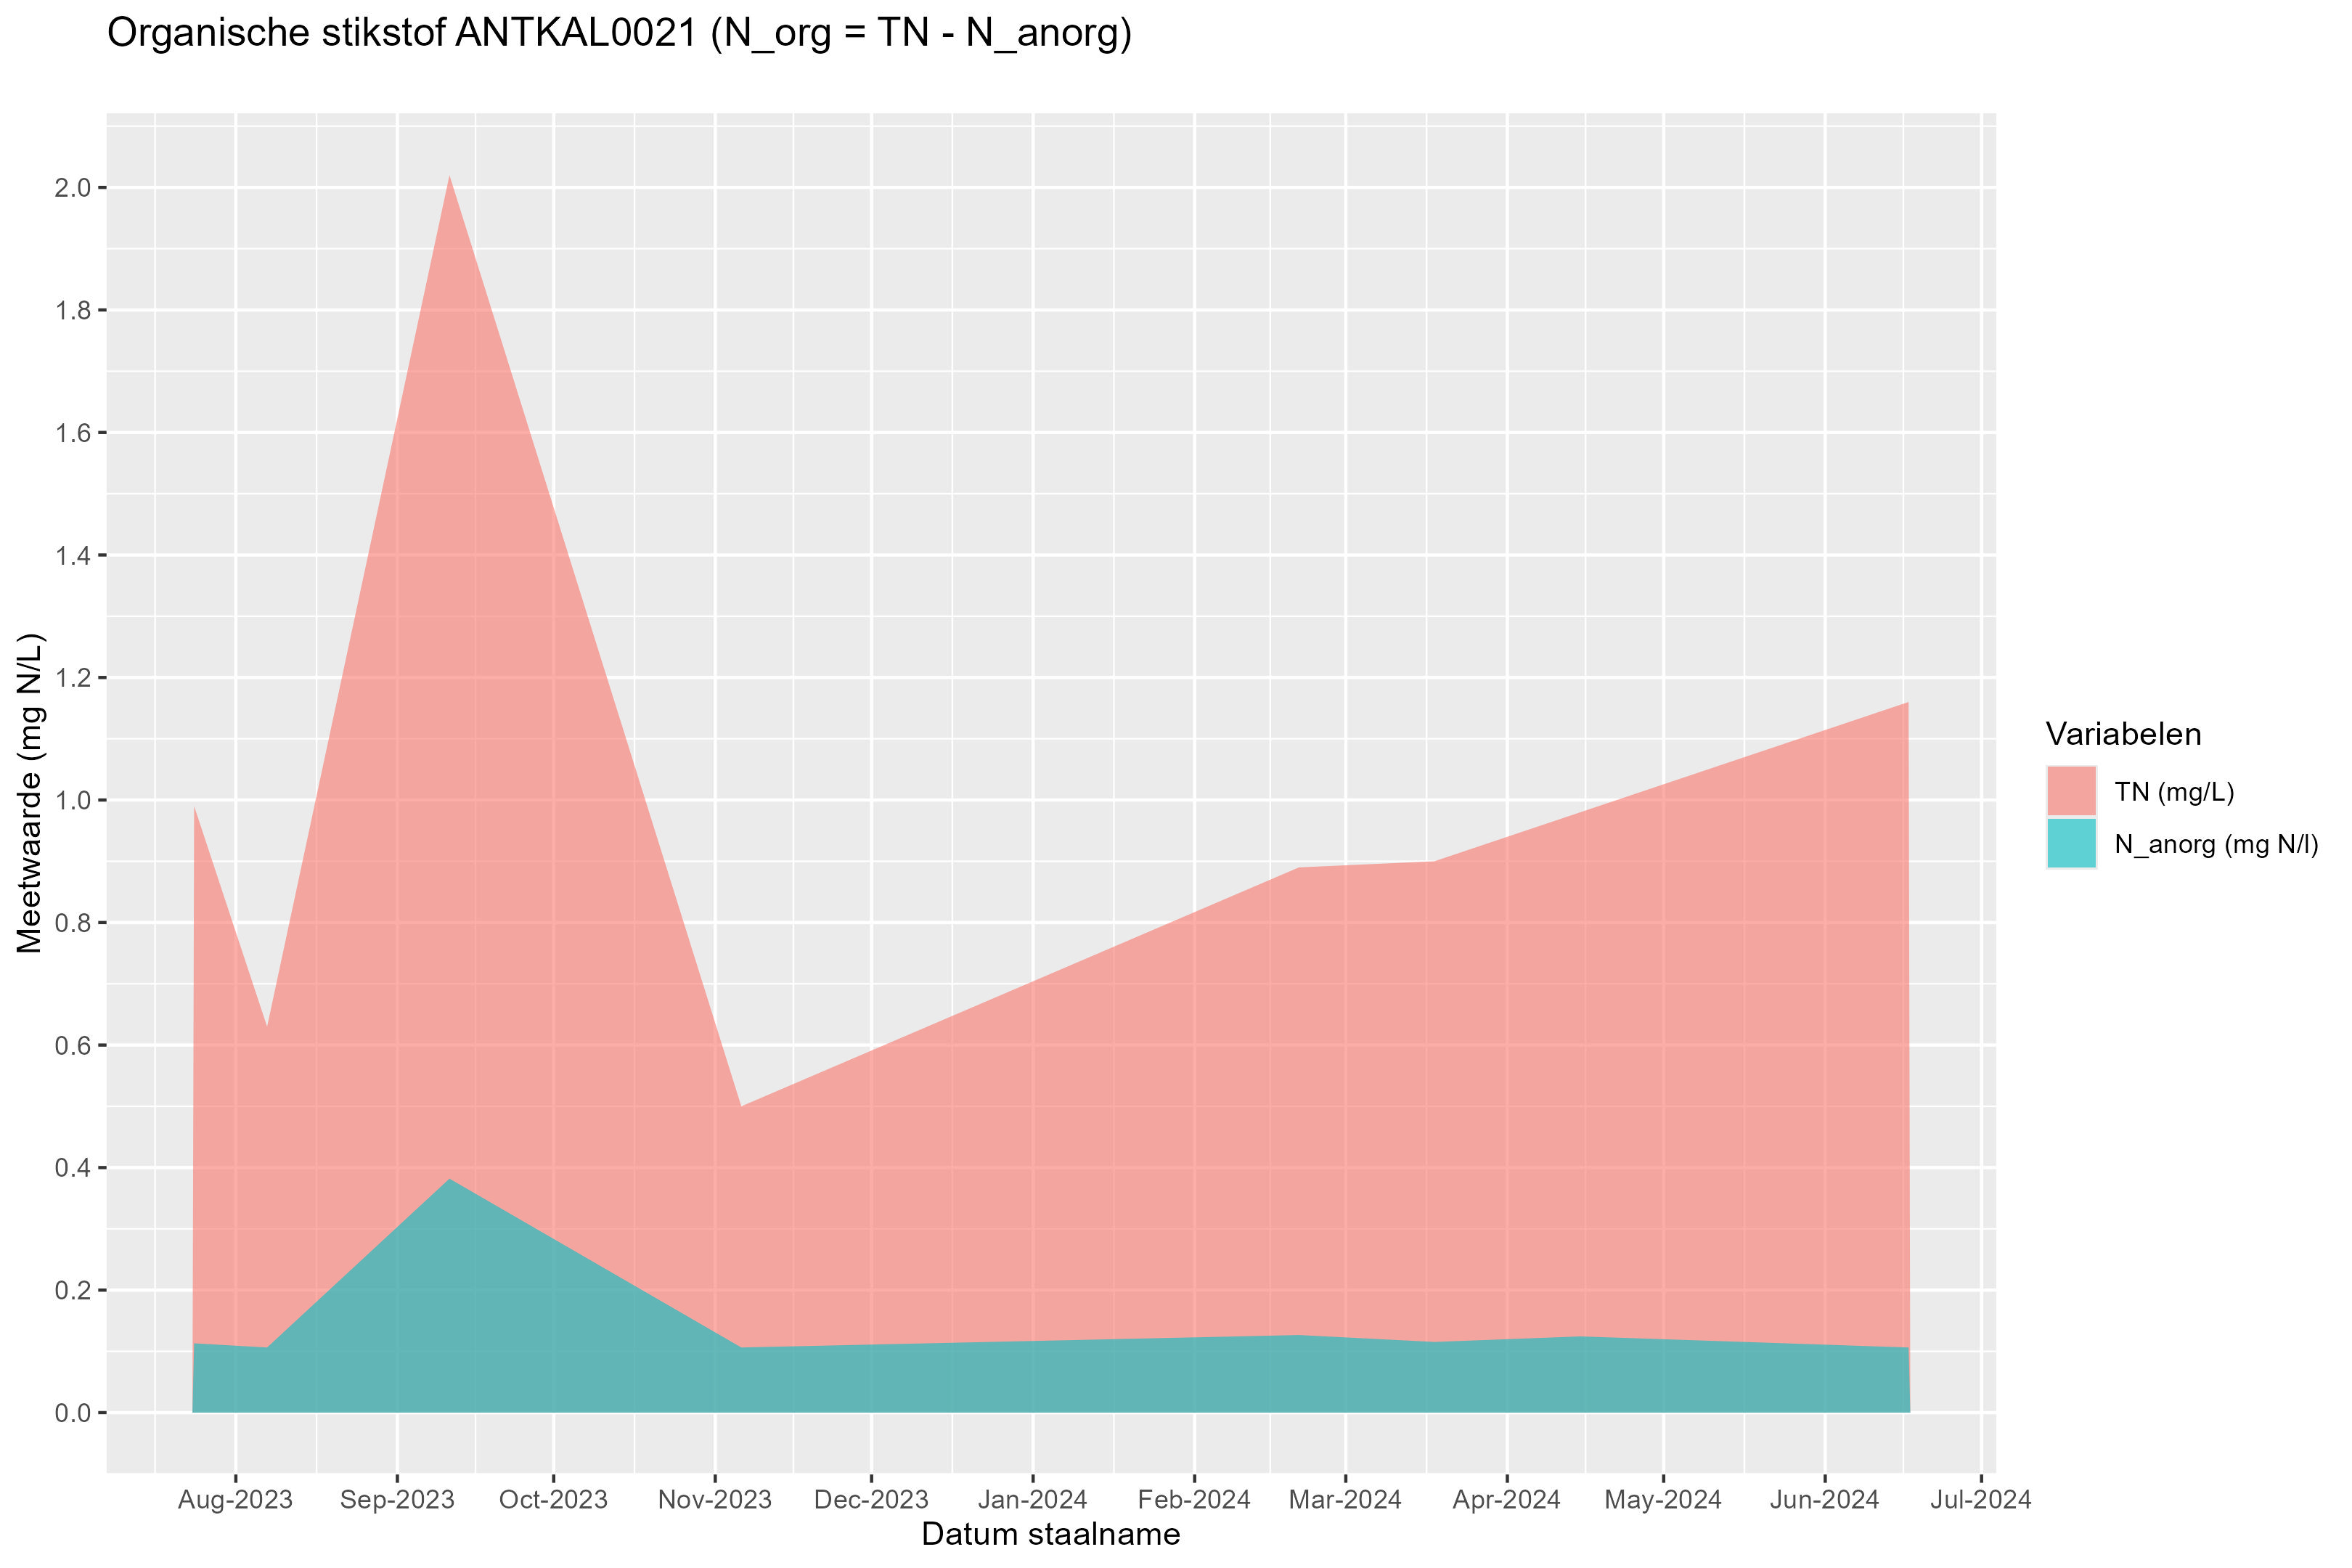 Organische stikstof ANTKAL0021 (N_org = TN - N_anorg)
Meetwaarde (mg N/L)
2.0
1.8
1.6
1.4
1.2
1.0
0.8
0.6
0.4
0.2
0.0
Aug-2023 Sep-2023 Oct-2023 Nov-2023 Dec-2023 Jan-2024 Feb-2024 Mar-2024 Apr-2024 May-2024 Jun-2024 Jul-2024
Datum staalname
Variabelen
TN (mg/L)
N_anorg (mg N/l)